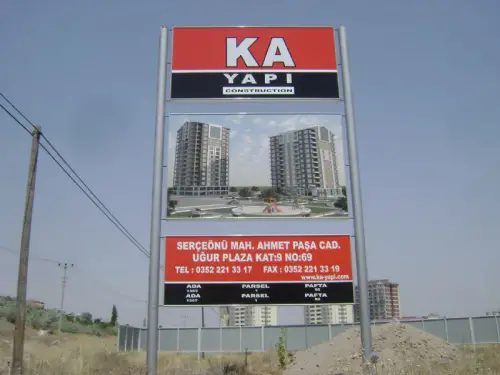 KA
YAPI
CONSTRUCTION
SERÇEÖNÜ MAH. AHMET PAŞA CAD.
UĞUR PLAZA KAT:9 NO:69
TEL : 0352 221 33 17 FAX : 0352 221 33 19
www.ka-yapi.com
ADA PARSEL PAFTA
ADA PARSEL PAFTA